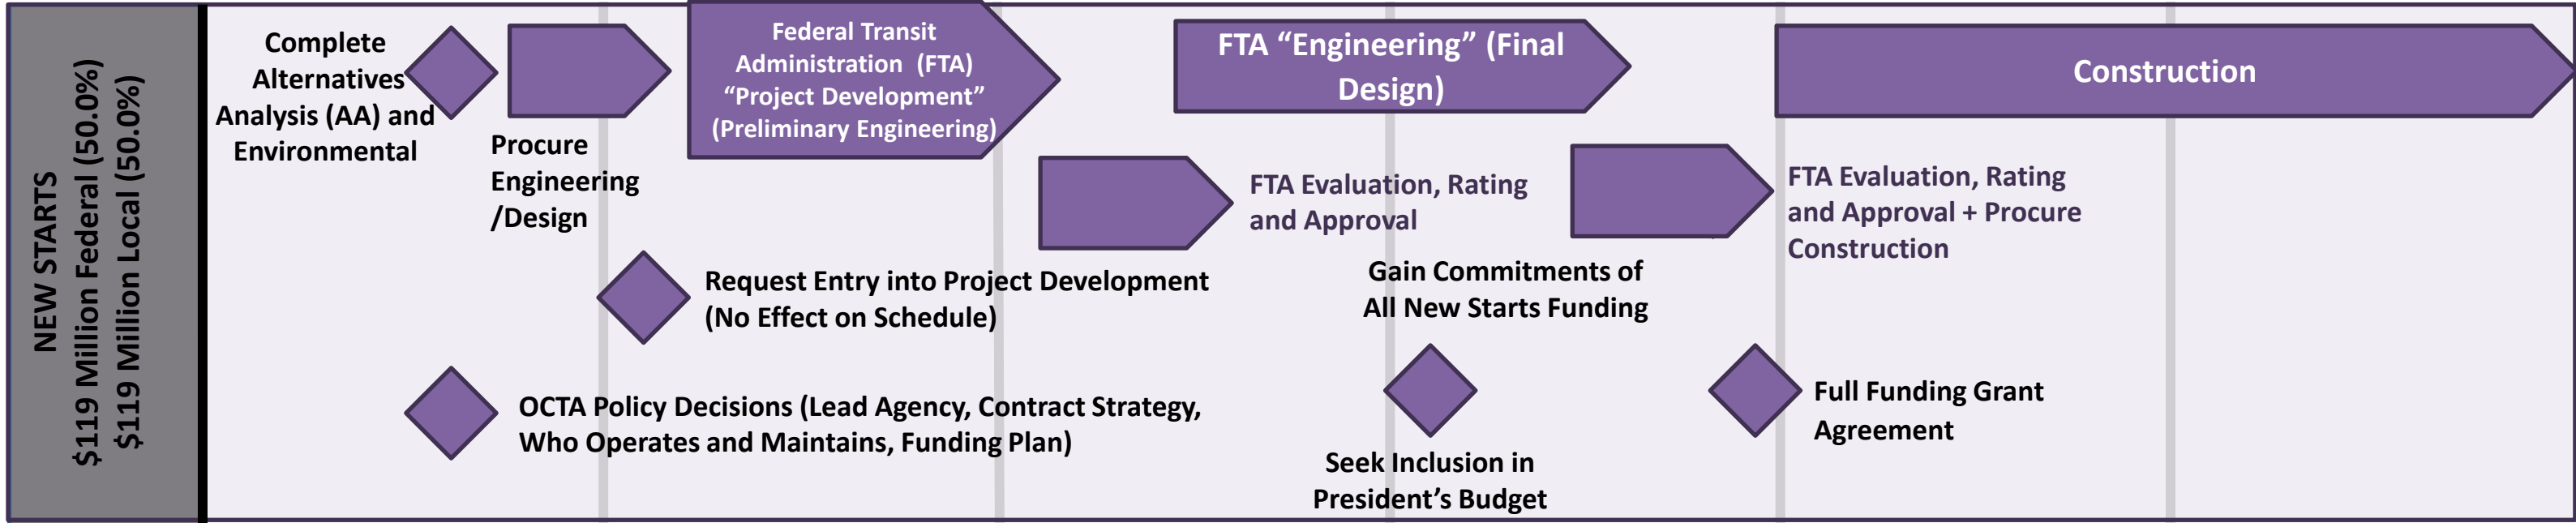 NEW STARTS
$119 Million Federal (50.0%)
$119 Million Local (50.0%)
Complete
Alternatives
Analysis (AA) and
Environmental
Procure
Engineering
/Design
Federal Transit
Administration (FTA)
“Project Development”
(Preliminary Engineering)
FTA “Engineering” (Final
Design)
Construction
FTA Evaluation, Rating
and Approval
FTA Evaluation, Rating
and Approval + Procure
Construction
Request Entry into Project Development
(No Effect on Schedule)
Gain Commitments of
All New Starts Funding
OCTA Policy Decisions (Lead Agency, Contract Strategy,
Who Operates and Maintains, Funding Plan)
Seek Inclusion in
President’s Budget
Full Funding Grant
Agreement